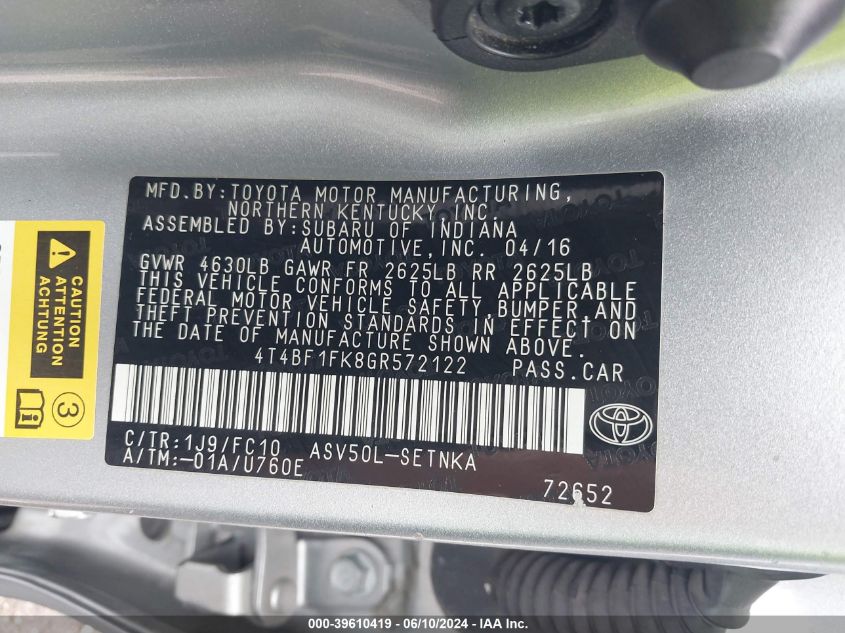 MFD.BY:TOYOTA MOTOR MANUFACTURING,
NORTHERN KENTUCKY,INC.
ASSEMBLED BY:SUBARU OF INDIANA
AUTOMOTIVE,INC. 04/16
GVWR 4630LB GAWR FR 2625LB RR 2625LB
THIS VEHICLE CONFORMS TO ALL APPLICABLE
FEDERAL MOTOR VEHICLE SAFETY,BUMPER,AND
THEFT PREVENTION STANDARDS IN EFFECT ON
THE DATE OF MANUFACTURE SHOWN ABOVE.
4T4BF1FK8GR572122 PASS.CAR
C/TR:1J9/FC10 ASV50L-SETNKA
A/TM:-01A/U760E
72652
CAUTION
ATTENTION
ACHTUNG
3
000-39610419 - 06/10/2024 - IAAI.com